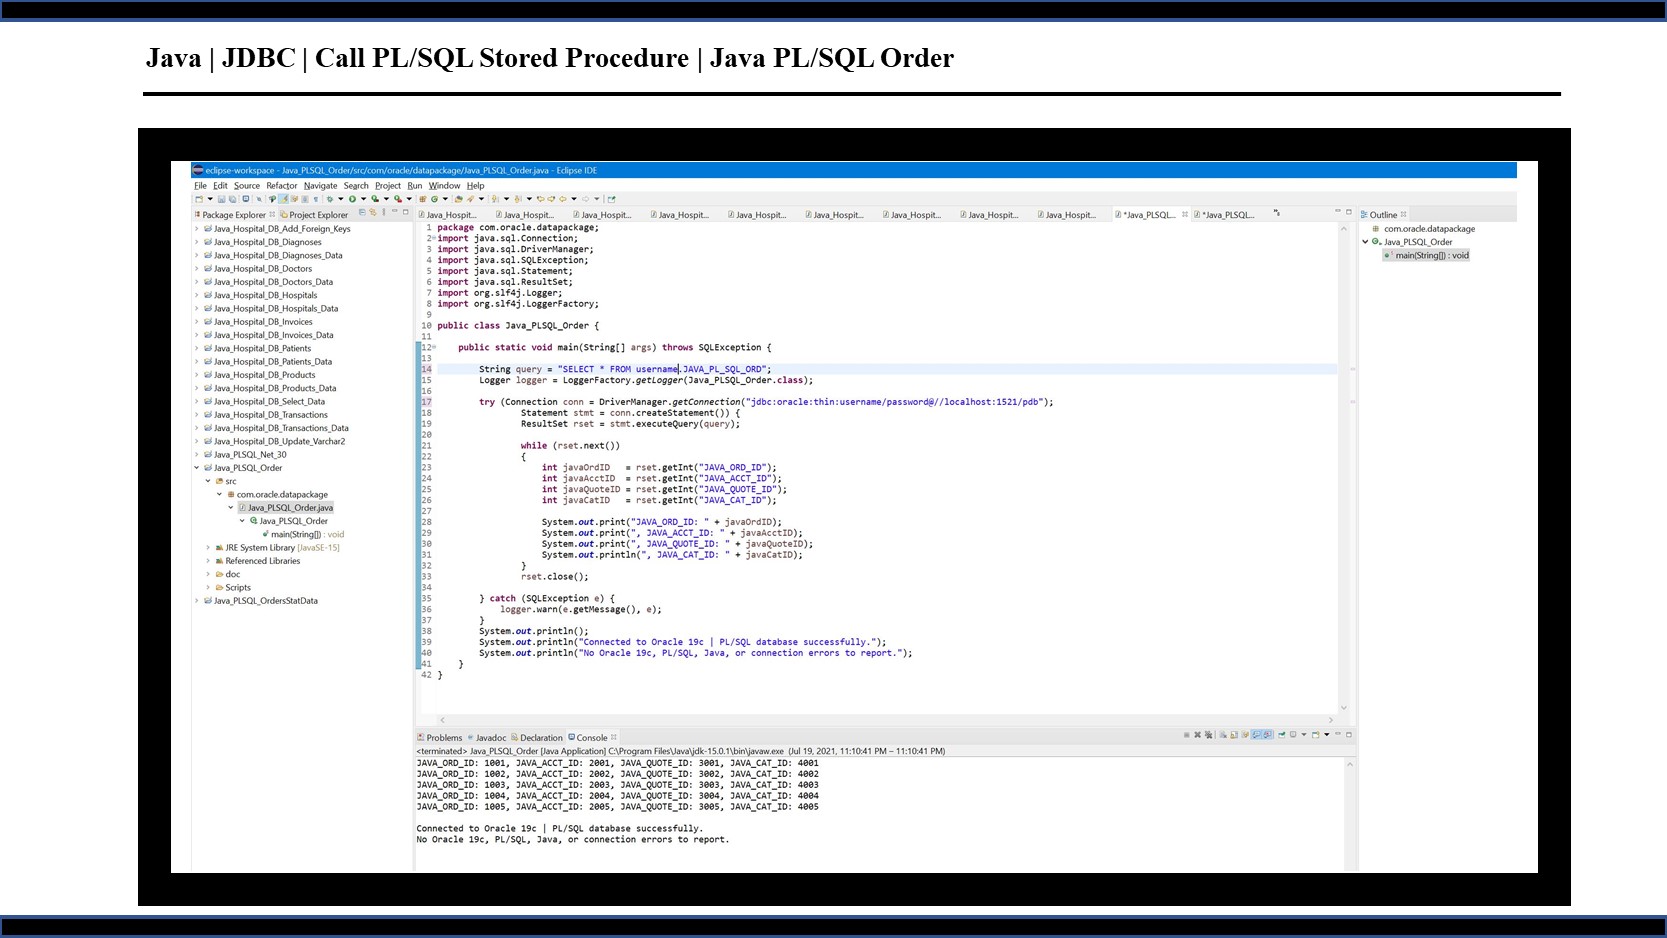 Java | JDBC | Call PL/SQL Stored Procedure | Java PL/SQL Order
eclipse-workspace - Java_PLSQL_Order/src/com/oracle/datapackage/Java_PLSQL_Order.java - Eclipse IDE
File Edit Source Refactor Navigate Search Project Run Window Help
Package Explorer Project Explorer
Java_Hospital_DB_Add_Foreign_Keys
Java_Hospital_DB_Diagnoses
Java_Hospital_DB_Diagnoses_Data
Java_Hospital_DB_Doctors
Java_Hospital_DB_Doctors_Data
Java_Hospital_DB_Hospitals
Java_Hospital_DB_Hospitals_Data
Java_Hospital_DB_Invoices
Java_Hospital_DB_Invoices_Data
Java_Hospital_DB_Patients
Java_Hospital_DB_Patients_Data
Java_Hospital_DB_Products
Java_Hospital_DB_Products_Data
Java_Hospital_DB_Select_Data
Java_Hospital_DB_Transactions
Java_Hospital_DB_Transactions_Data
Java_Hospital_DB_Update_Varchar2
Java_PLSQL_Net_30
Java_PLSQL_Order
src
com.oracle.datapackage
Java_PLSQL_Order.java
Java_PLSQL_Order
main(String[]) : void
JRE System Library [JavaSE-15]
Referenced Libraries
doc
Scripts
Java_PLSQL_OrdersStatData
Java_Hospit... Java_Hospit... Java_Hospit... Java_Hospit... Java_Hospit... Java_Hospit... Java_Hospit... Java_Hospit... Java_Hospit... *Java_PLSQL... *Java_PLSQL...
1 package com.oracle.datapackage;
2 import java.sql.Connection;
3 import java.sql.DriverManager;
4 import java.sql.SQLException;
5 import java.sql.Statement;
6 import java.sql.ResultSet;
7 import org.slf4j.Logger;
8 import org.slf4j.LoggerFactory;
9
10 public class Java_PLSQL_Order {
11
12 public static void main(String[] args) throws SQLException {
13
14 String query = "SELECT * FROM username.JAVA_PL_SQL_ORD";
15 Logger logger = LoggerFactory.getLogger(Java_PLSQL_Order.class);
16
17 try (Connection conn = DriverManager.getConnection("jdbc:oracle:thin:username/password@//localhost:1521/pdb");
18 Statement stmt = conn.createStatement()) {
19 ResultSet rset = stmt.executeQuery(query);
20
21 while (rset.next())
22 {
23 int javaOrdID = rset.getInt("JAVA_ORD_ID");
24 int javaAcctID = rset.getInt("JAVA_ACCT_ID");
25 int javaQuoteID = rset.getInt("JAVA_QUOTE_ID");
26 int javaCatID = rset.getInt("JAVA_CAT_ID");
27
28 System.out.print("JAVA_ORD_ID: " + javaOrdID);
29 System.out.print(", JAVA_ACCT_ID: " + javaAcctID);
30 System.out.print(", JAVA_QUOTE_ID: " + javaQuoteID);
31 System.out.println(", JAVA_CAT_ID: " + javaCatID);
32 }
33 rset.close();
34
35 } catch (SQLException e) {
36 logger.warn(e.getMessage(), e);
37 }
38 System.out.println();
39 System.out.println("Connected to Oracle 19c | PL/SQL database successfully.");
40 System.out.println("No Oracle 19c, PL/SQL, Java, or connection errors to report.");
41 }
42 }
Outline
com.oracle.datapackage
Java_PLSQL_Order
main(String[]) : void
Problems Javadoc Declaration Console
<terminated> Java_PLSQL_Order [Java Application] C:\Program Files\Java\jdk-15.0.1\bin\javaw.exe (Jul 19, 2021, 11:10:41 PM – 11:10:41 PM)
JAVA_ORD_ID: 1001, JAVA_ACCT_ID: 2001, JAVA_QUOTE_ID: 3001, JAVA_CAT_ID: 4001
JAVA_ORD_ID: 1002, JAVA_ACCT_ID: 2002, JAVA_QUOTE_ID: 3002, JAVA_CAT_ID: 4002
JAVA_ORD_ID: 1003, JAVA_ACCT_ID: 2003, JAVA_QUOTE_ID: 3003, JAVA_CAT_ID: 4003
JAVA_ORD_ID: 1004, JAVA_ACCT_ID: 2004, JAVA_QUOTE_ID: 3004, JAVA_CAT_ID: 4004
JAVA_ORD_ID: 1005, JAVA_ACCT_ID: 2005, JAVA_QUOTE_ID: 3005, JAVA_CAT_ID: 4005
Connected to Oracle 19c | PL/SQL database successfully.
No Oracle 19c, PL/SQL, Java, or connection errors to report.